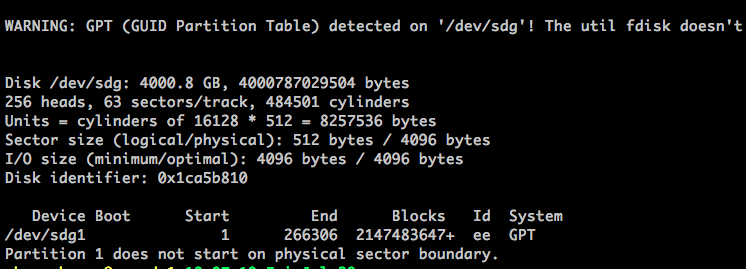 WARNING: GPT (GUID Partition Table) detected on '/dev/sdg'! The util fdisk doesn't
Disk /dev/sdg: 4000.8 GB, 4000787029504 bytes
256 heads, 63 sectors/track, 484501 cylinders
Units = cylinders of 16128 * 512 = 8257536 bytes
Sector size (logical/physical): 512 bytes / 4096 bytes
I/O size (minimum/optimal): 4096 bytes / 4096 bytes
Disk identifier: 0x1ca5b810
Device Boot Start End Blocks Id System
/dev/sdg1 1 266306 2147483647+ ee GPT
Partition 1 does not start on physical sector boundary.